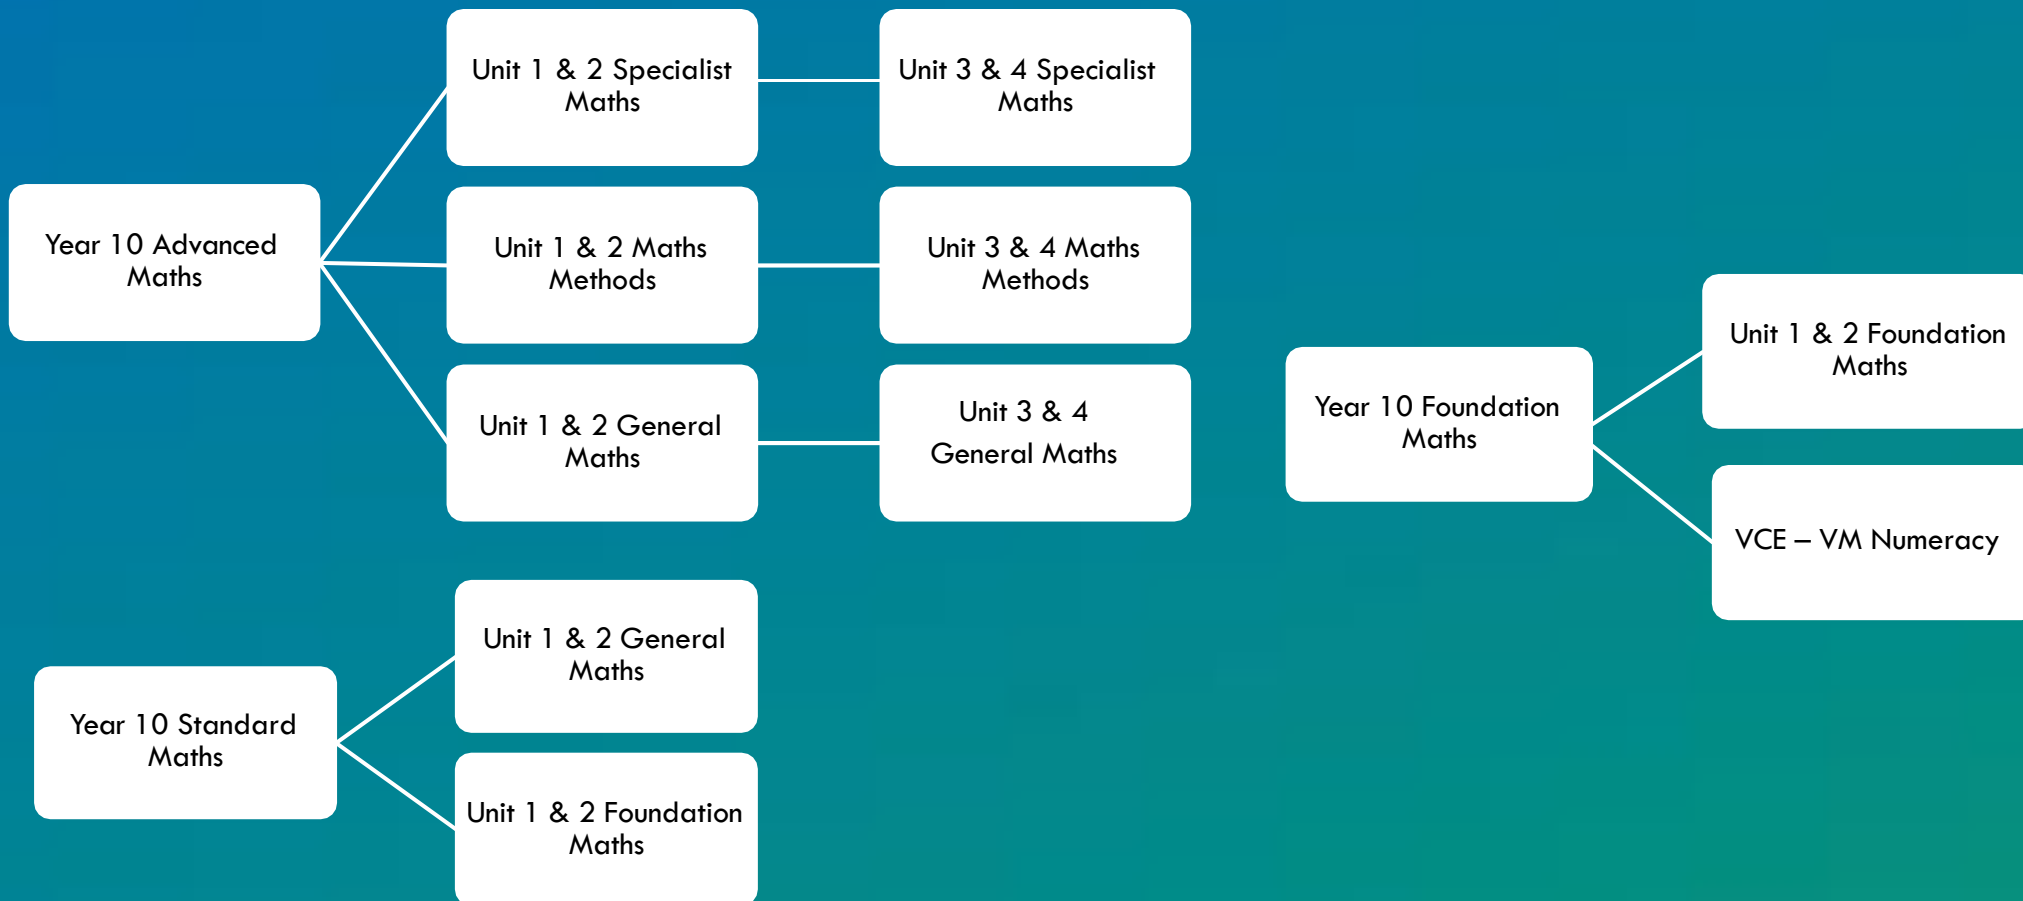 Unit 1 & 2 Specialist
Maths
Unit 3 & 4 Specialist
Maths
Year 10 Advanced
Maths
Unit 1 & 2 Maths
Methods
Unit 3 & 4 Maths
Methods
Unit 1 & 2 General
Maths
Unit 3 & 4
General Maths
Year 10 Foundation
Maths
Unit 1 & 2 Foundation
Maths
VCE – VM Numeracy
Year 10 Standard
Maths
Unit 1 & 2 General
Maths
Unit 1 & 2 Foundation
Maths